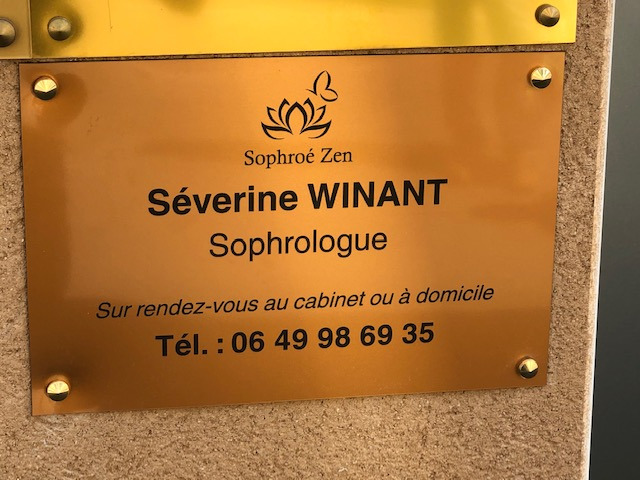 Sophroé Zen
Séverine WINANT
Sophrologue
Sur rendez-vous au cabinet ou à domicile
Tél. : 06 49 98 69 35